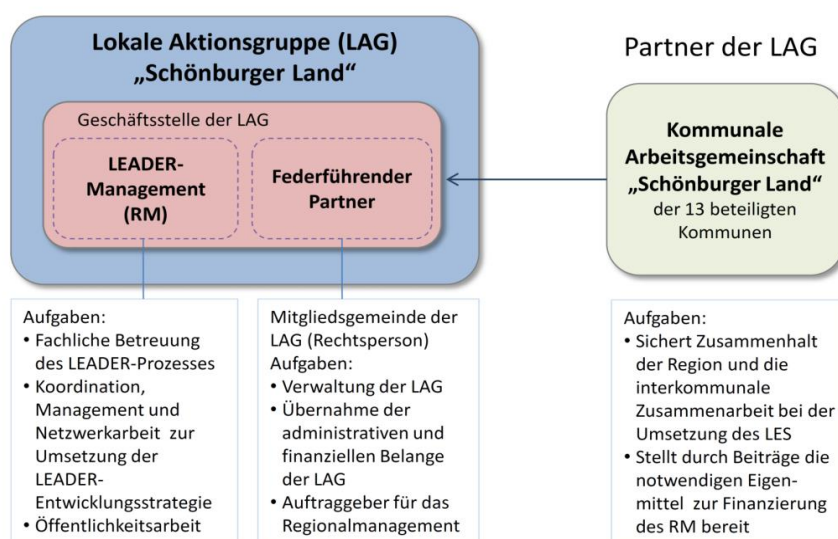 Lokale Aktionsgruppe (LAG)
„Schönburger Land“
Geschäftsstelle der LAG
LEADER-
Management
(RM)
Federführender
Partner
Partner der LAG
Kommunale
Arbeitsgemeinschaft
„Schönburger Land“
der 13 beteiligten
Kommunen
Aufgaben:
• Fachliche Betreuung
des LEADER-Prozesses
• Koordination,
Management und
Netzwerkarbeit zur
Umsetzung der
LEADER-
Entwicklungsstrategie
• Öffentlichkeitsarbeit
Mitgliedsgemeinde der
LAG (Rechtsperson)
Aufgaben:
• Verwaltung der LAG
• Übernahme der
administrativen und
finanziellen Belange
der LAG
• Auftraggeber für das
Regionalmanagement
Aufgaben:
• Sichert Zusammenhalt
der Region und die
interkommunale
Zusammenarbeit bei der
Umsetzung des LES
• Stellt durch Beiträge die
notwendigen Eigen-
mittel zur Finanzierung
des RM bereit